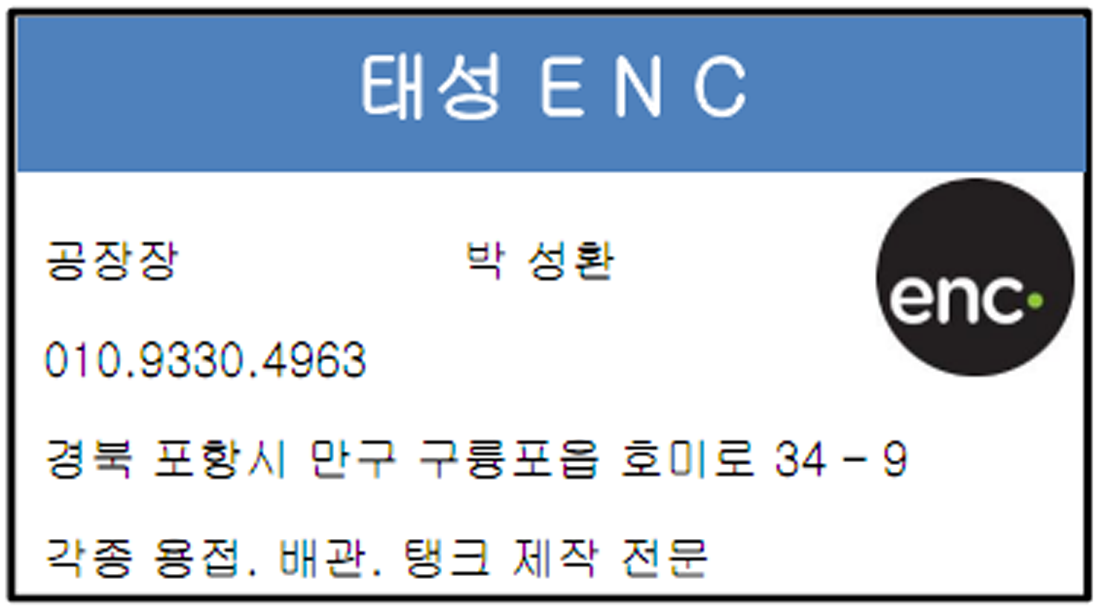 태성 E N C
공장장 박 성환
enc.
010.9330.4963
경북 포항시 만구 구룡포읍 호미로 34 - 9
각종 용접. 배관. 탱크 제작 전문